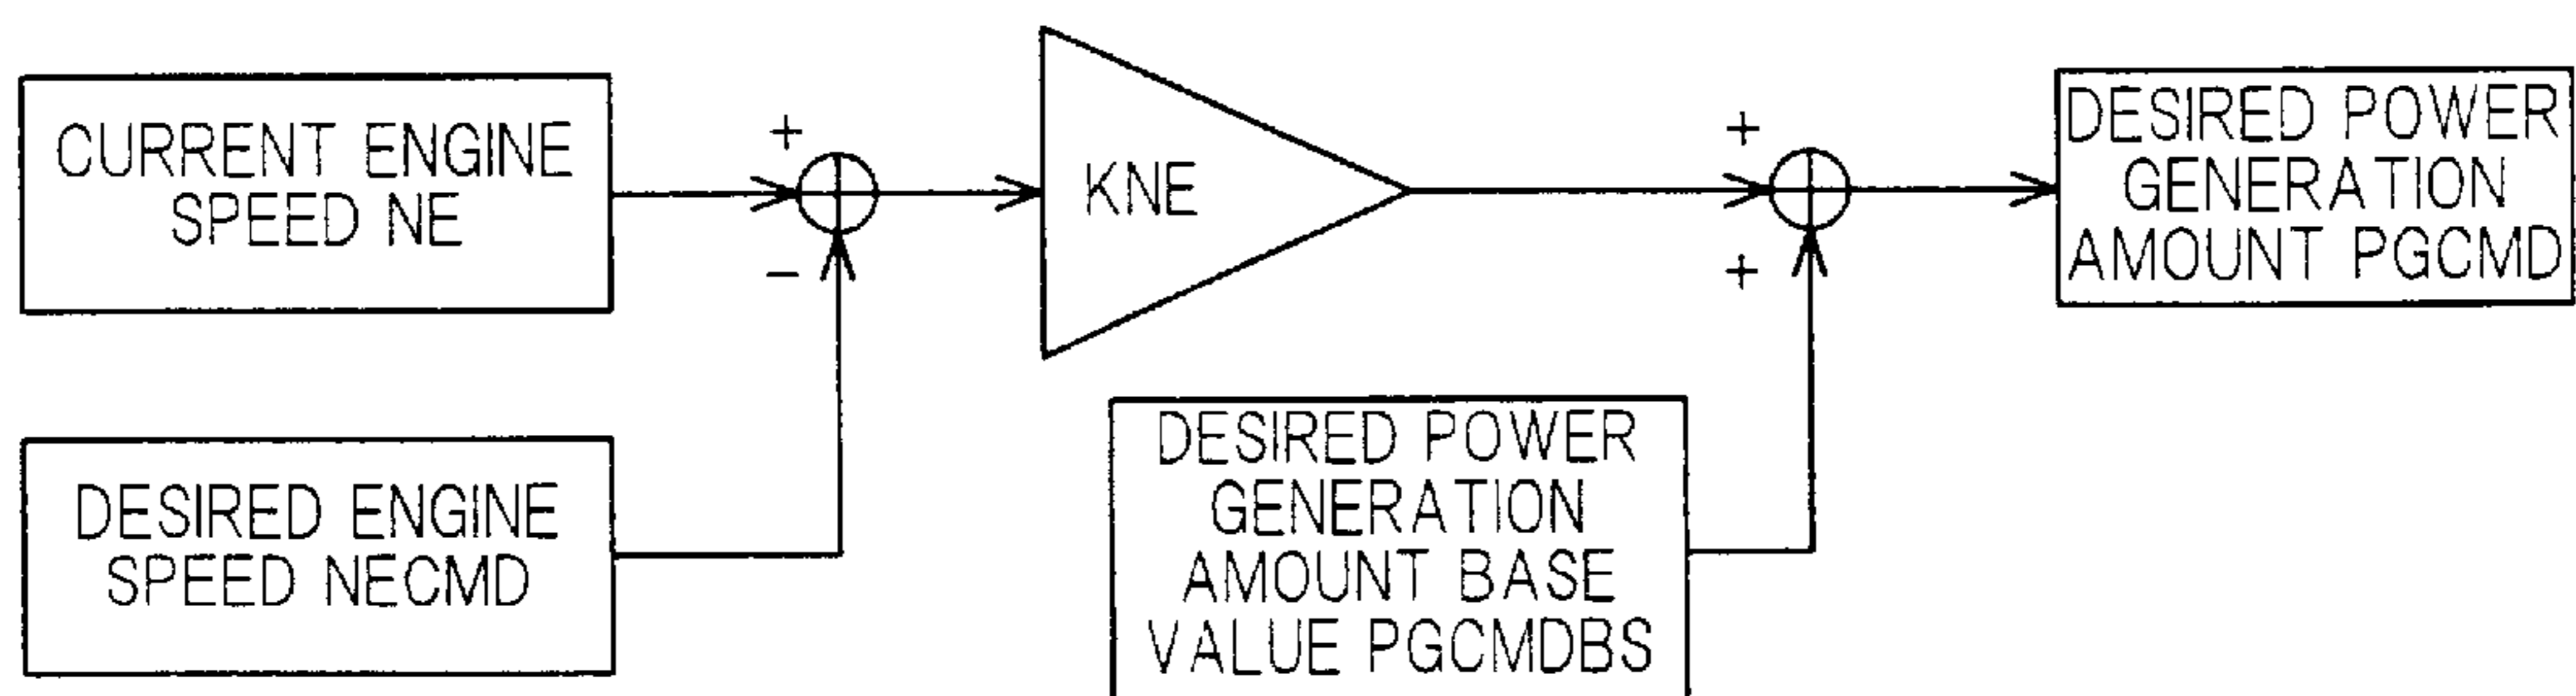 CURRENT ENGINE
SPEED NE
+
−
DESIRED ENGINE
SPEED NECMD
KNE
+
+
DESIRED POWER
GENERATION
AMOUNT BASE
VALUE PGCMDBS
DESIRED POWER
GENERATION
AMOUNT PGCMD